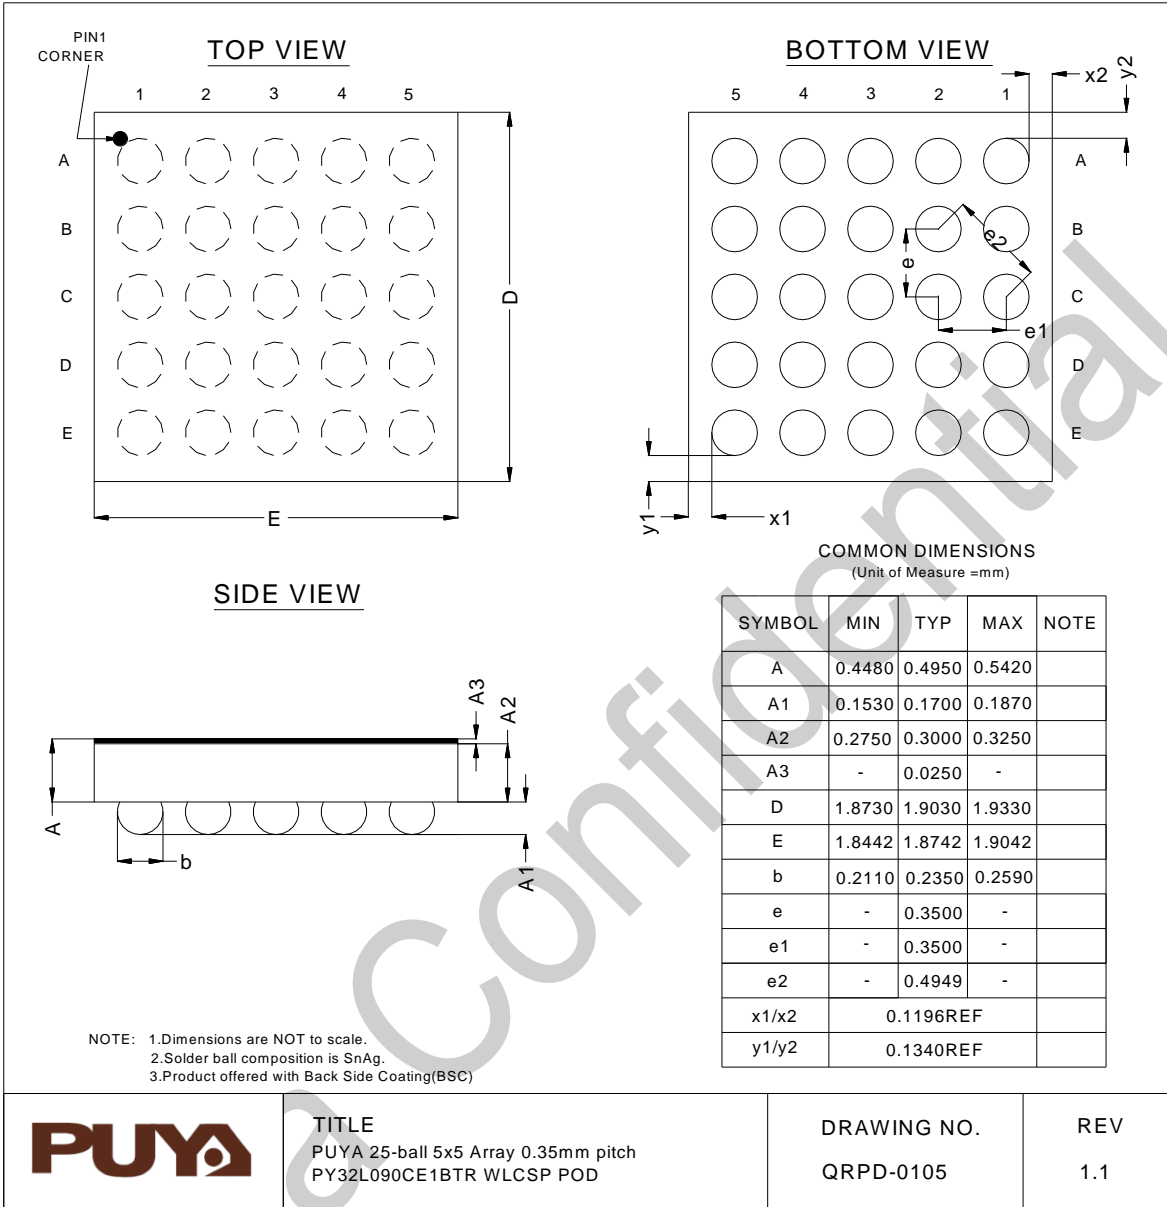 PIN1
CORNER
TOP VIEW
1 2 3 4 5
A
B
C
D
E
D
E
BOTTOM VIEW
x2
y2
5 4 3 2 1
A
B
C
D
E
e
e2
e1
y1
x1
SIDE VIEW
A3
A2
A
b
A1
COMMON DIMENSIONS
(Unit of Measure =mm)
SYMBOL MIN TYP MAX NOTE
A 0.4480 0.4950 0.5420
A1 0.1530 0.1700 0.1870
A2 0.2750 0.3000 0.3250
A3 - 0.0250 -
D 1.8730 1.9030 1.9330
E 1.8442 1.8742 1.9042
b 0.2110 0.2350 0.2590
e - 0.3500 -
e1 - 0.3500 -
e2 - 0.4949 -
x1/x2 0.1196REF
y1/y2 0.1340REF
NOTE: 1.Dimensions are NOT to scale.
2.Solder ball composition is SnAg.
3.Product offered with Back Side Coating(BSC)
a Confidential
PUYA
TITLE
PUYA 25-ball 5x5 Array 0.35mm pitch
PY32L090CE1BTR WLCSP POD
DRAWING NO.
QRPD-0105
REV
1.1